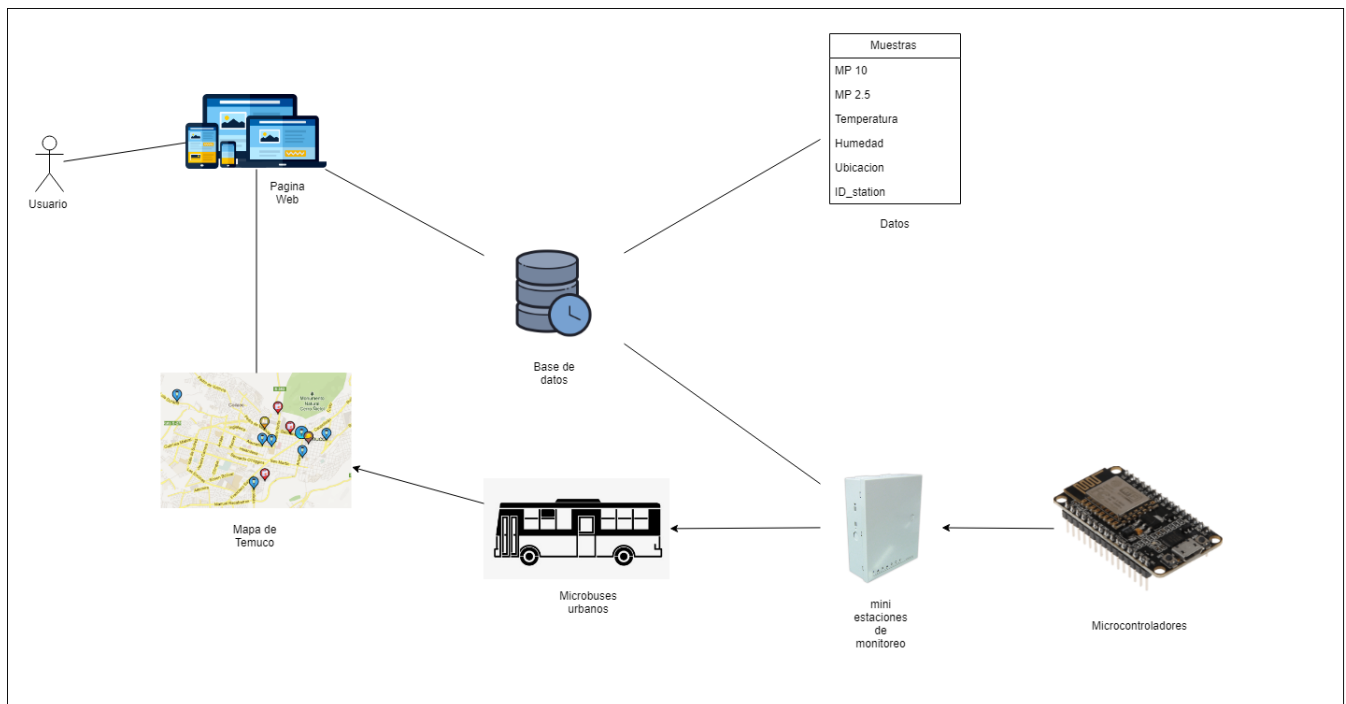 Muestras
MP 10
MP 2.5
Temperatura
Humedad
Ubicacion
ID_station
Datos
Usuario
Pagina
Web
Base de
datos
Mapa de
Temuco
Microbuses
urbanos
mini
estaciones
de
monitoreo
Microcontroladores